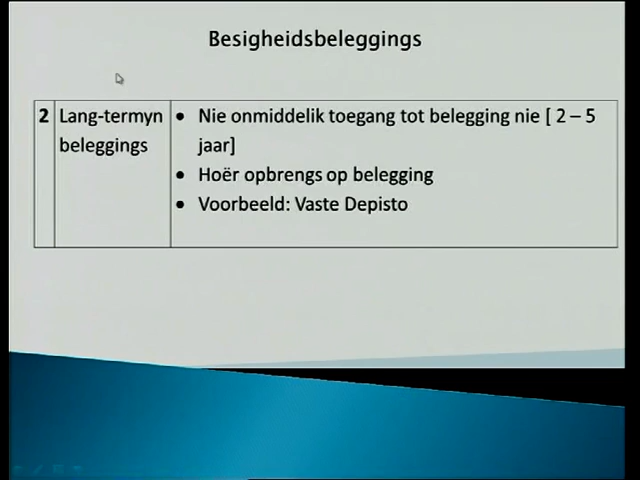 Besigheidsbeleggings
2 Lang-termyn beleggings
• Nie onmiddelik toegang tot belegging nie [ 2 – 5
jaar]
• Hoër opbrengs op belegging
• Voorbeeld: Vaste Depisto